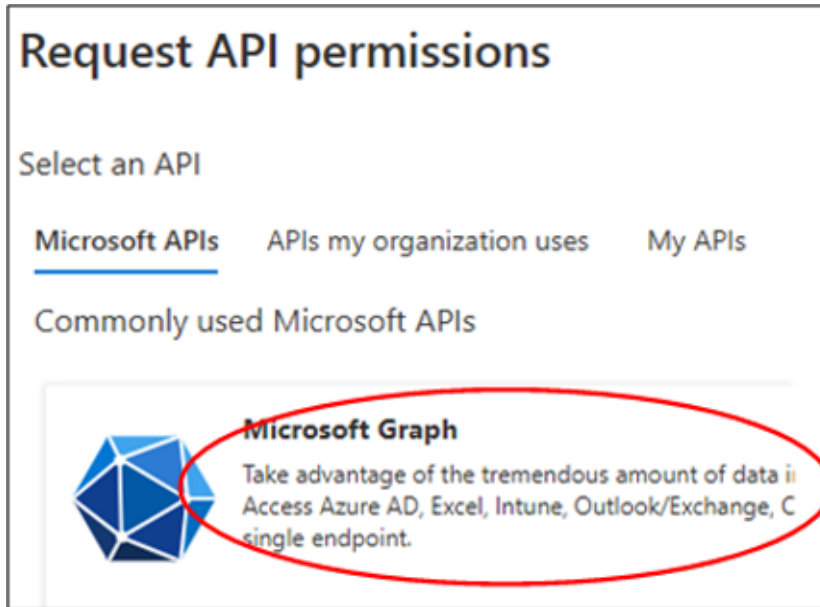 Request API permissions
Select an API
Microsoft APIs APIs my organization uses My APIs
Commonly used Microsoft APIs
Microsoft Graph
Take advantage of the tremendous amount of data
Access Azure AD, Excel, Intune, Outlook/Exchange,
single endpoint.